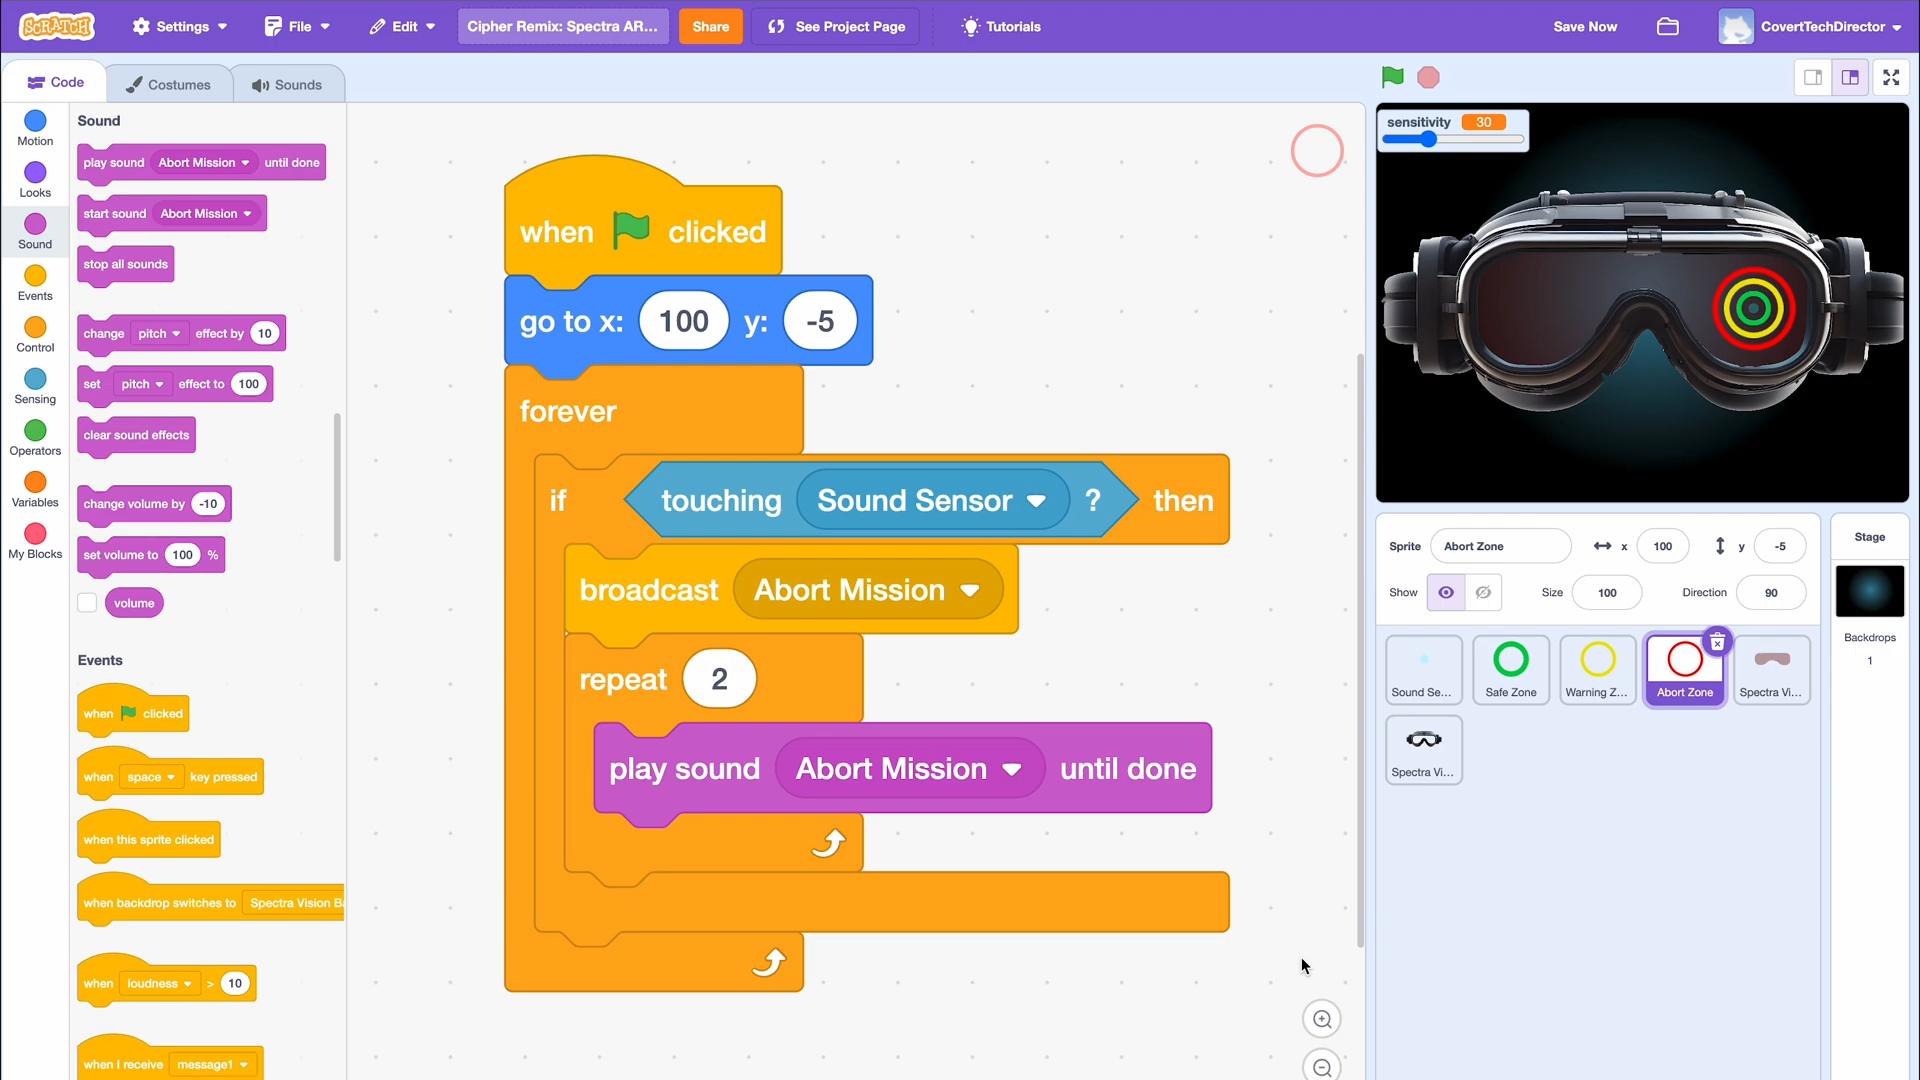 SCRATCH Settings File Edit Cipher Remix: Spectra AR... Share See Project Page Tutorials Save Now CovertTechDirector
Code Costumes Sounds
Motion
Looks
Sound
Events
Control
Sensing
Operators
Variables
My Blocks
Sound
play sound Abort Mission until done
start sound Abort Mission
stop all sounds
change pitch effect by 10
set pitch effect to 100
clear sound effects
change volume by -10
set volume to 100 %
volume
Events
when clicked
when space key pressed
when this sprite clicked
when backdrop switches to Spectra Vision Ba
when loudness > 10
when I receive message1
when clicked
go to x: 100 y: -5
forever
if touching Sound Sensor ? then
broadcast Abort Mission
repeat 2
play sound Abort Mission until done
sensitivity 30
Sprite Abort Zone x 100 y -5
Show Size 100 Direction 90
Sound Se... Safe Zone Warning Z... Abort Zone Spectra Vi...
Spectra Vi...
Stage
Backdrops
1